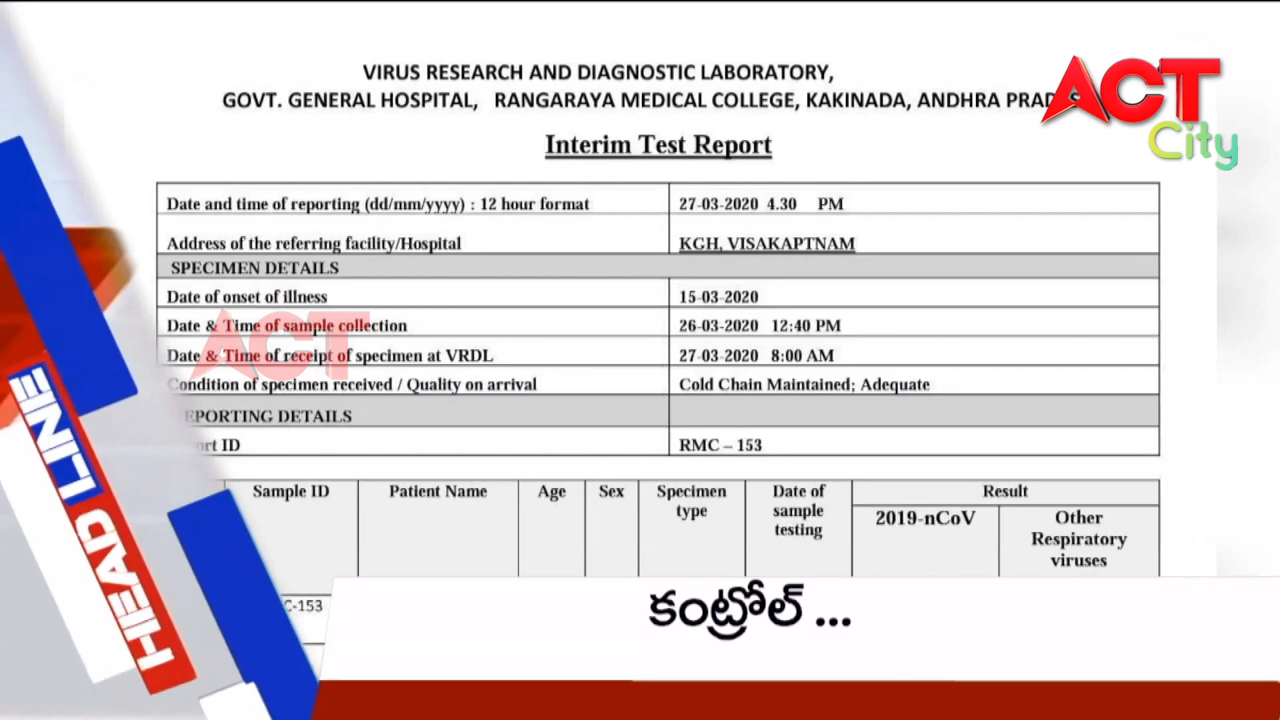 VIRUS RESEARCH AND DIAGNOSTIC LABORATORY,
GOVT. GENERAL HOSPITAL, RANGARAYA MEDICAL COLLEGE, KAKINADA, ANDHRA
ACT
City
Interim Test Report
Date and time of reporting (dd/mm/yyyy) : 12 hour format 27-03-2020 4.30 PM
Address of the referring facility/Hospital KGH, VISAKAPTNAM
SPECIMEN DETAILS
Date of onset of illness 15-03-2020
Date & Time of sample collection 26-03-2020 12:40 PM
ACT
Date & Time of receipt of specimen at VRDL 27-03-2020 8:00 AM
Condition of specimen received / Quality on arrival Cold Chain Maintained; Adequate
EPORTING DETAILS
ort ID RMC – 153
Sample ID Patient Name Age Sex Specimen type Date of sample testing Result
2019-nCoV Other Respiratory viruses
C-153
HEAD LINE
కంట్రోల్ ...